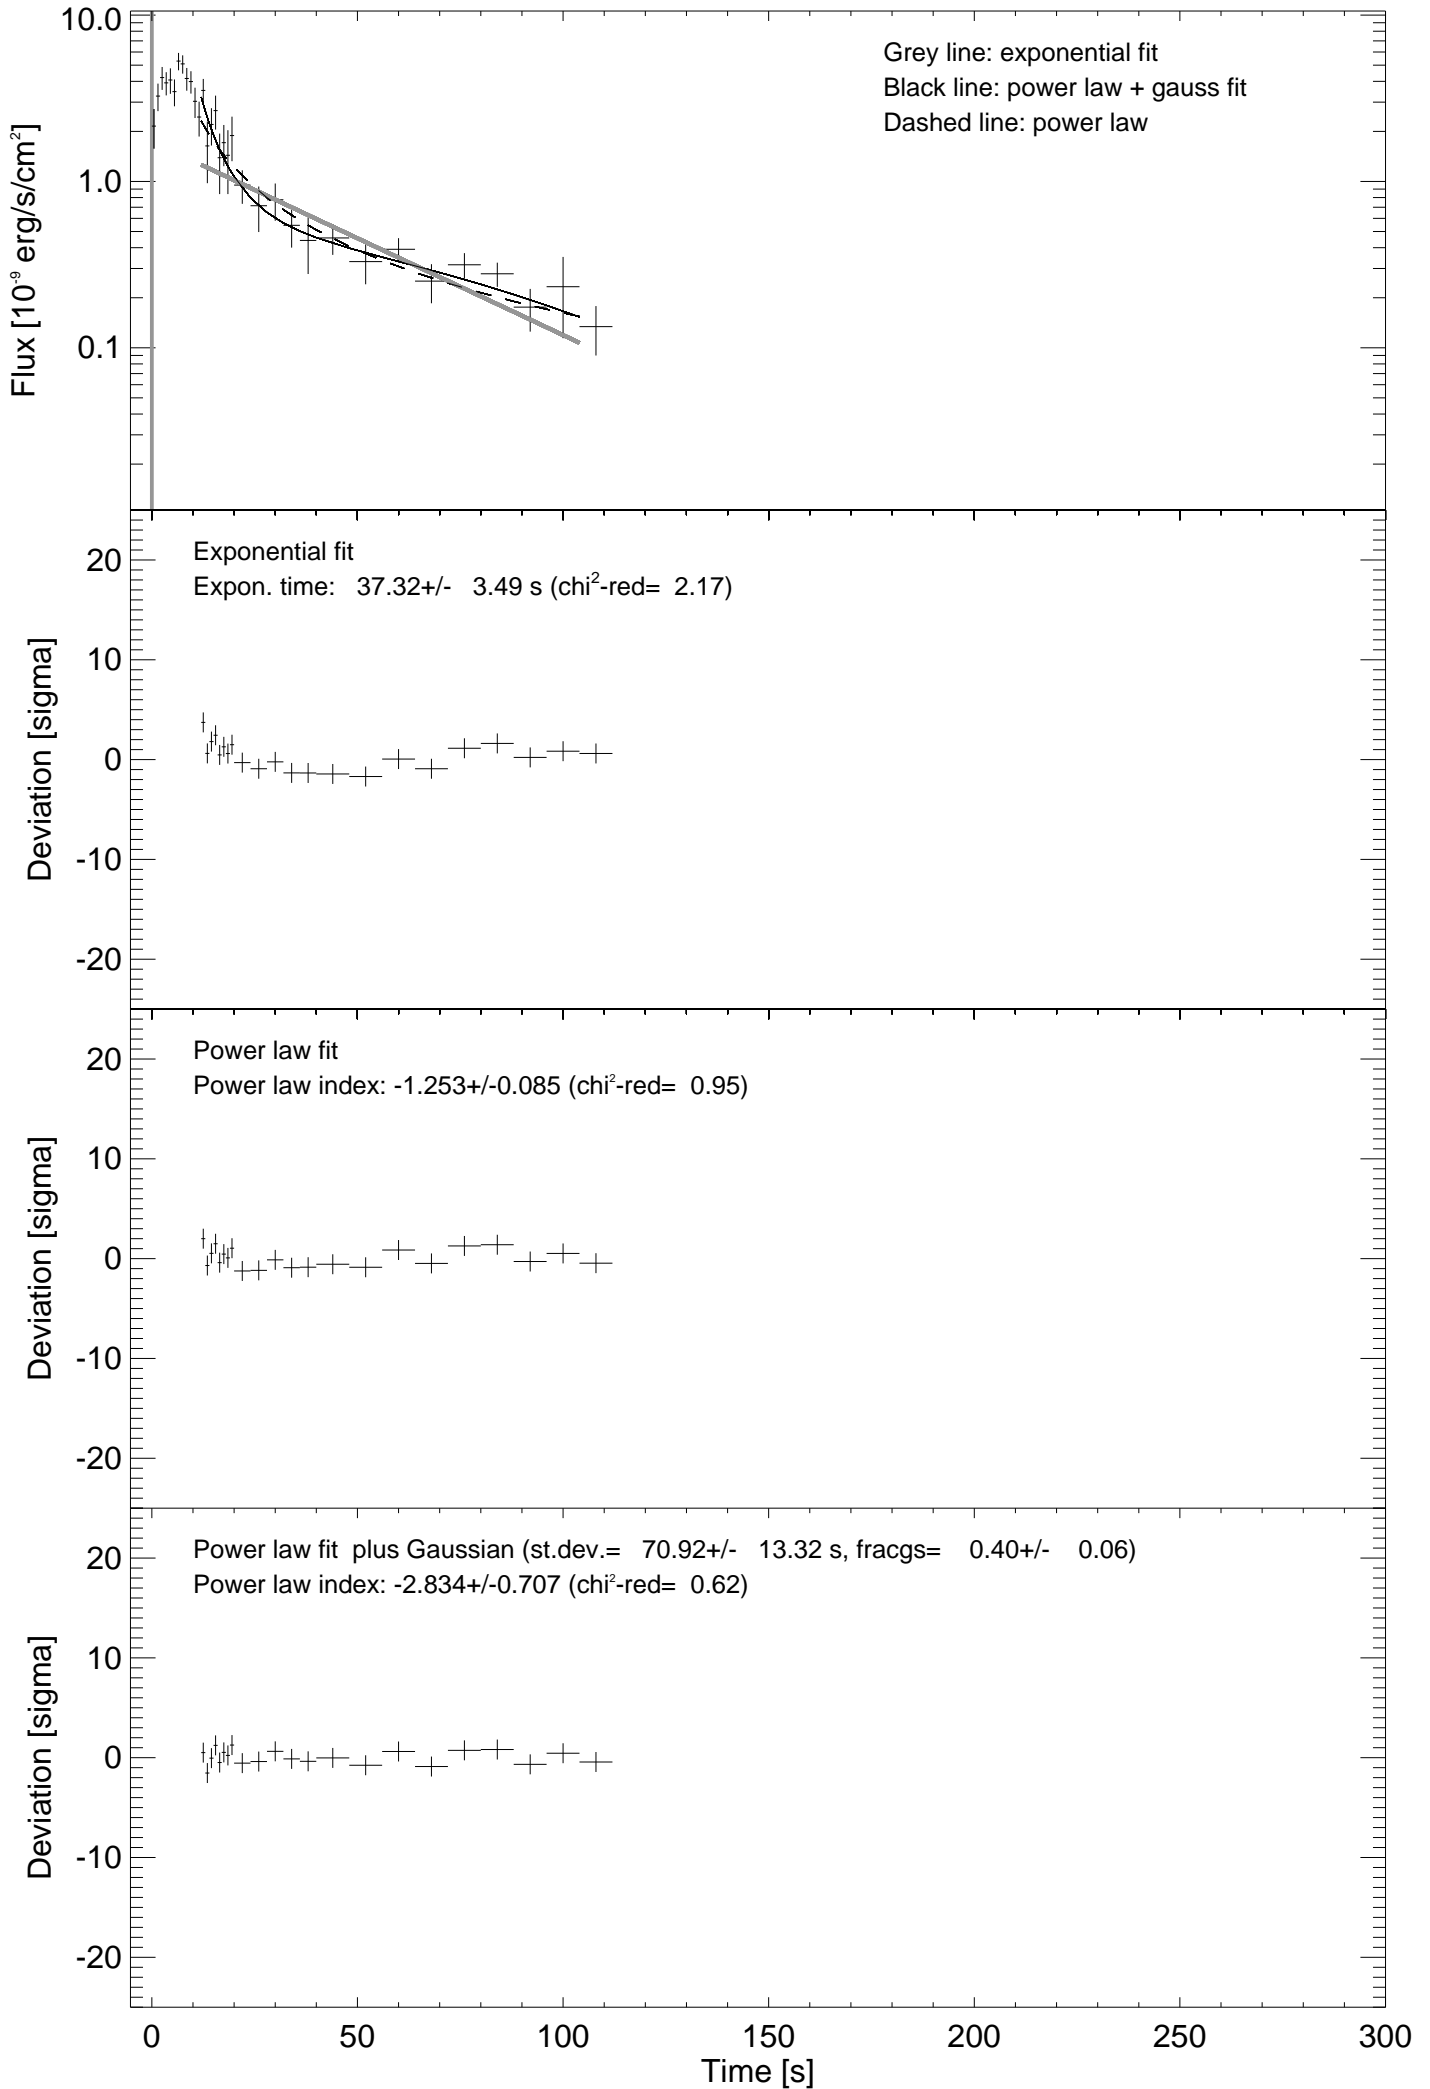 10.0
1.0
0.1
Flux [10⁻⁹ erg/s/cm²]
Grey line: exponential fit
Black line: power law + gauss fit
Dashed line: power law
20
10
0
-10
-20
Deviation [sigma]
Exponential fit
Expon. time:   37.32+/-   3.49 s (chi²-red=  2.17)
20
10
0
-10
-20
Deviation [sigma]
Power law fit
Power law index: -1.253+/-0.085 (chi²-red=  0.95)
20
10
0
-10
-20
Deviation [sigma]
Power law fit  plus Gaussian (st.dev.=   70.92+/-   13.32 s, fracgs=    0.40+/-    0.06)
Power law index: -2.834+/-0.707 (chi²-red=  0.62)
0 50 100 150 200 250 300
Time [s]